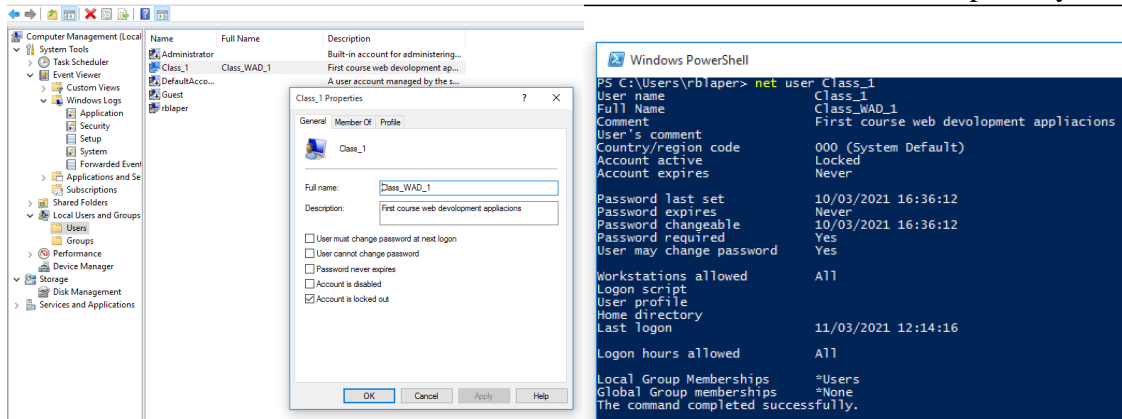 Computer Management (Local
System Tools
Task Scheduler
Event Viewer
Custom Views
Windows Logs
Application
Security
Setup
System
Forwarded Event
Applications and Se
Subscriptions
Shared Folders
Local Users and Groups
Users
Groups
Performance
Device Manager
Storage
Disk Management
Services and Applications
Name Full Name Description
Administrator Built-in account for administering...
Class_1 Class_WAD_1 First course web devolopment ap...
DefaultAcco... A user account managed by the s...
Guest
rblaper
Class_1 Properties ? X
General Member Of Profile
Class_1
Full name: Class_WAD_1
Description: First course web devolopment appliacions
User must change password at next logon
User cannot change password
Password never expires
Account is disabled
Account is locked out
OK Cancel Apply Help
Windows PowerShell
PS C:\Users\rblaper> net user Class_1
User name Class_1
Full Name Class_WAD_1
Comment First course web devolopment appliacions
User's comment
Country/region code 000 (System Default)
Account active Locked
Account expires Never
Password last set 10/03/2021 16:36:12
Password expires Never
Password changeable 10/03/2021 16:36:12
Password required Yes
User may change password Yes
Workstations allowed All
Logon script
User profile
Home directory
Last logon 11/03/2021 12:14:16
Logon hours allowed All
Local Group Memberships *Users
Global Group memberships *None
The command completed successfully.